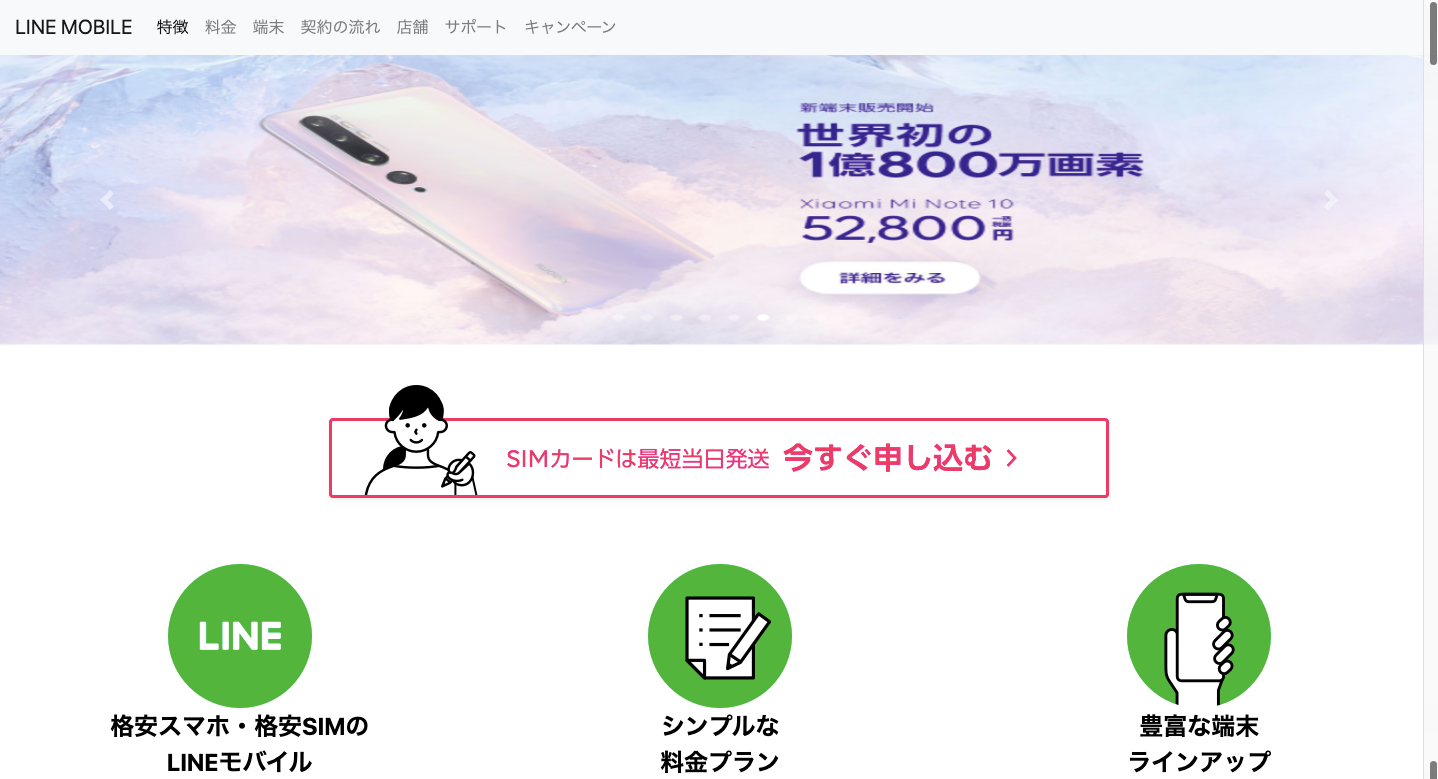 LINE MOBILE 特徴 料金 端末 契約の流れ 店舗 サポート キャンペーン
新端末販売開始
世界初の
1億800万画素
Xiaomi Mi Note 10
52,800円
詳細をみる
SIMカードは最短当日発送 今すぐ申し込む
LINE
格安スマホ・格安SIMの
LINEモバイル
シンプルな
料金プラン
豊富な端末
ラインアップ